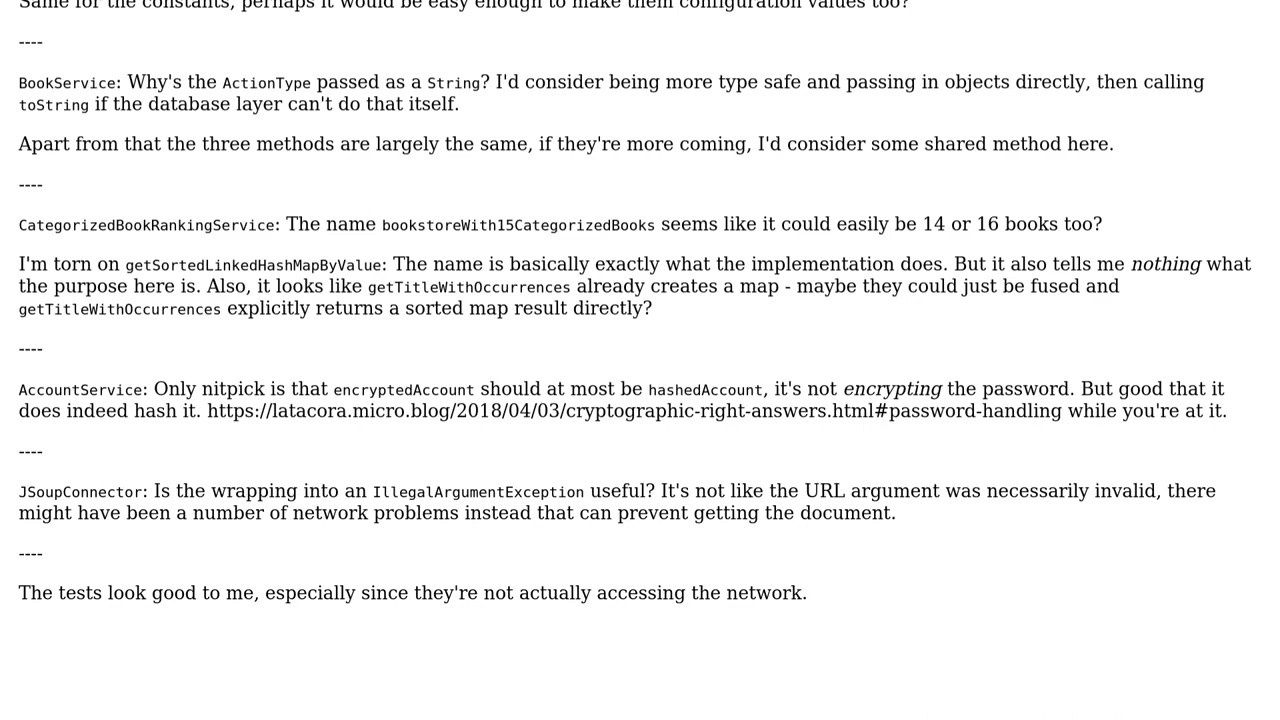 Same for the constants, perhaps it would be easy enough to make them configuration values too?
----
BookService: Why's the ActionType passed as a String? I'd consider being more type safe and passing in objects directly, then calling
toString if the database layer can't do that itself.
Apart from that the three methods are largely the same, if they're more coming, I'd consider some shared method here.
----
CategorizedBookRankingService: The name bookstoreWith15CategorizedBooks seems like it could easily be 14 or 16 books too?
I'm torn on getSortedLinkedHashMapByValue: The name is basically exactly what the implementation does. But it also tells me nothing what
the purpose here is. Also, it looks like getTitleWithOccurrences already creates a map - maybe they could just be fused and
getTitleWithOccurrences explicitly returns a sorted map result directly?
----
AccountService: Only nitpick is that encryptedAccount should at most be hashedAccount, it's not encrypting the password. But good that it
does indeed hash it. https://latacora.micro.blog/2018/04/03/cryptographic-right-answers.html#password-handling while you're at it.
----
JSoupConnector: Is the wrapping into an IllegalArgumentException useful? It's not like the URL argument was necessarily invalid, there
might have been a number of network problems instead that can prevent getting the document.
----
The tests look good to me, especially since they're not actually accessing the network.